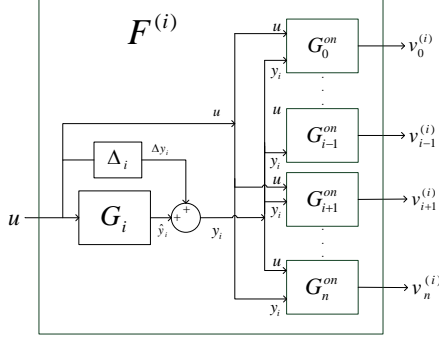 F^{(i)}
u
G_0^{on}
v_0^{(i)}
y_i
. . .
u
u
G_{i-1}^{on}
v_{i-1}^{(i)}
Δ_i
Δy_i
y_i
u
u
G_i
ŷ_i
+
+
y_i
G_{i+1}^{on}
v_{i+1}^{(i)}
y_i
. . .
u
G_n^{on}
v_n^{(i)}
y_i